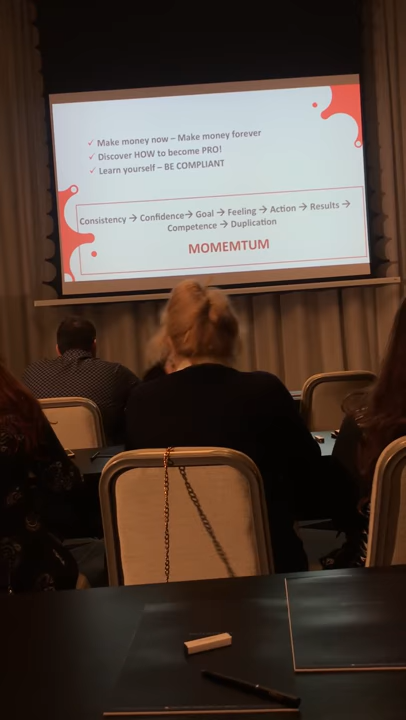 ✓ Make money now – Make money forever
✓ Discover HOW to become PRO!
✓ Learn yourself – BE COMPLIANT
Consistency → Confidence → Goal → Feeling → Action → Results →
Competence → Duplication
MOMEMTUM